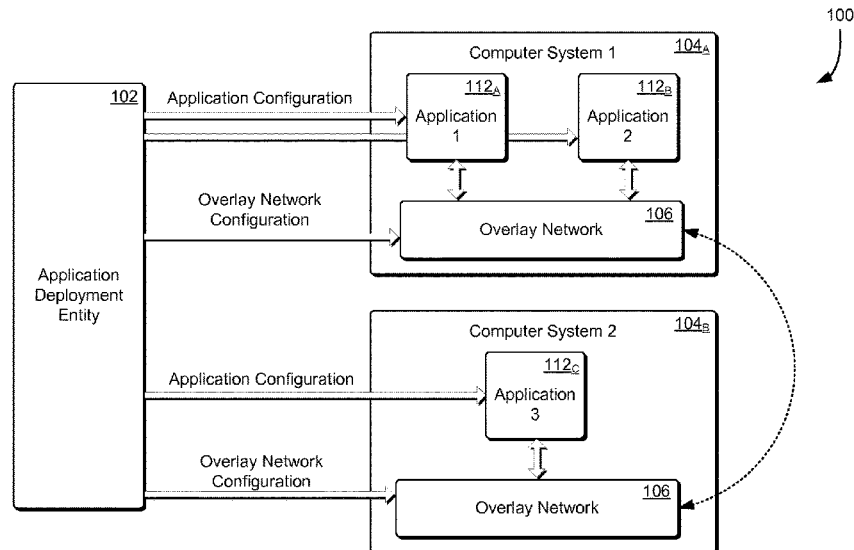 100
102
Application Deployment Entity
Application Configuration
Overlay Network Configuration
Computer System 1
104A
112A
Application 1
112B
Application 2
106
Overlay Network
Computer System 2
104B
Application Configuration
112C
Application 3
Overlay Network Configuration
106
Overlay Network